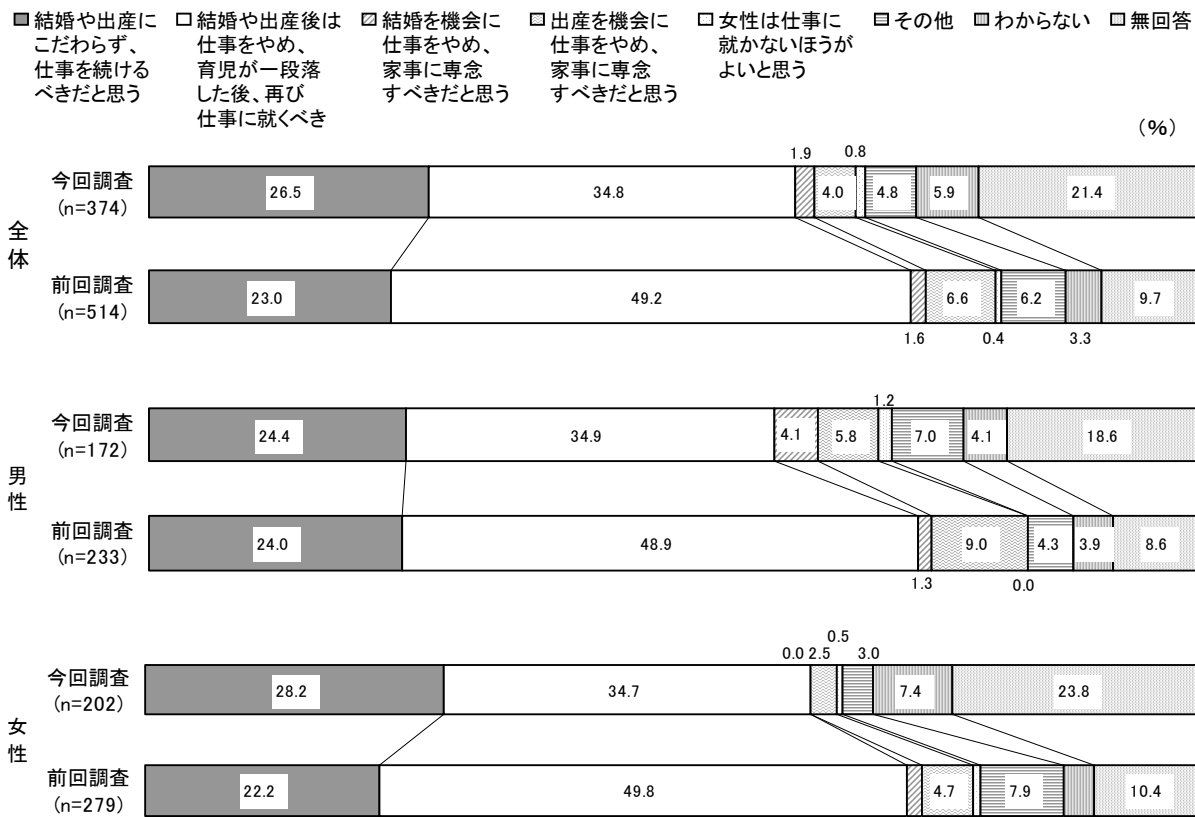 結婚や出産に
こだわらず、
仕事を続ける
べきだと思う
結婚や出産後は
仕事をやめ、
育児が一段落
した後、再び
仕事に就くべき
結婚を機会に
仕事をやめ、
家事に専念
すべきだと思う
出産を機会に
仕事をやめ、
家事に専念
すべきだと思う
女性は仕事に
就かないほうが
よいと思う
その他
わからない
無回答
(%)
全体
今回調査
(n=374)
26.5
34.8
1.9
4.0
0.8
4.8
5.9
21.4
前回調査
(n=514)
23.0
49.2
1.6
6.6
0.4
6.2
3.3
9.7
男性
今回調査
(n=172)
24.4
34.9
4.1
5.8
1.2
7.0
4.1
18.6
前回調査
(n=233)
24.0
48.9
1.3
9.0
0.0
4.3
3.9
8.6
女性
今回調査
(n=202)
28.2
34.7
0.0
2.5
0.5
3.0
7.4
23.8
前回調査
(n=279)
22.2
49.8
4.7
7.9
10.4